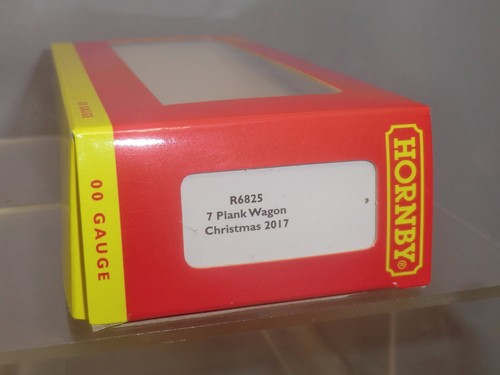 R6825
7 Plank Wagon
Christmas 2017
HORNBY®
00 GAUGE